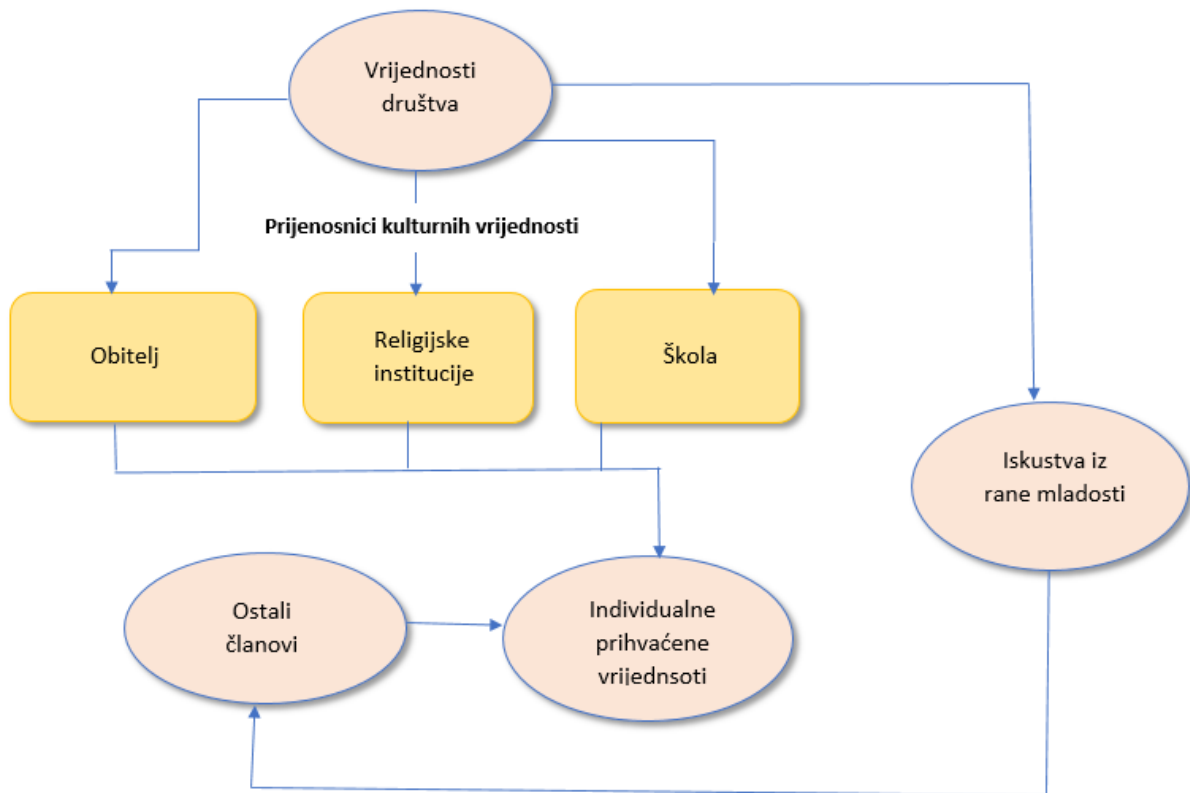 Vrijednosti
društva
Prijenosnici kulturnih vrijednosti
Obitelj
Religijske
institucije
Škola
Iskustva iz
rane mladosti
Ostali
članovi
Individualne
prihvaćene
vrijednsoti